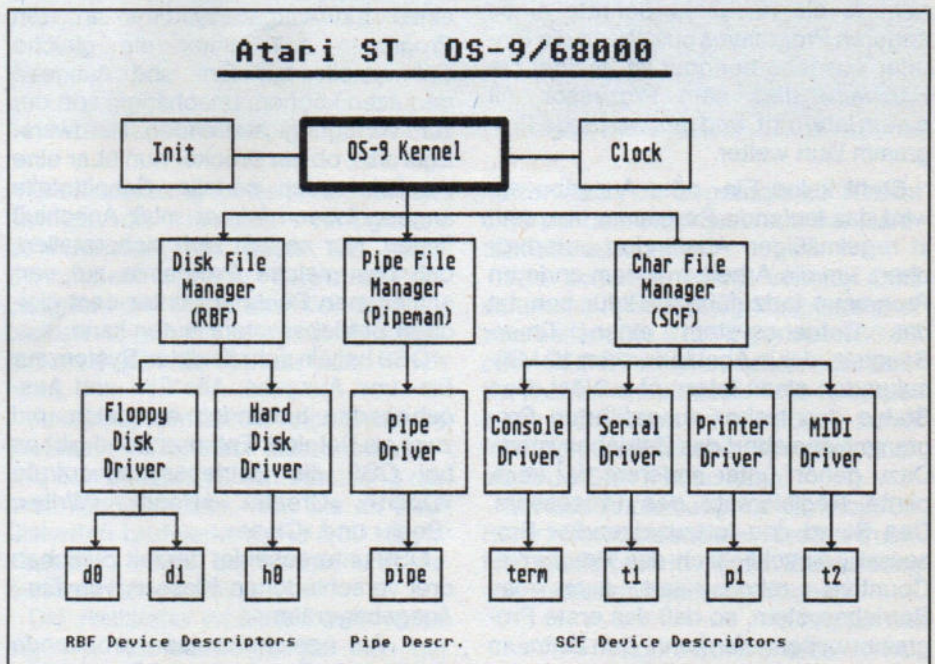 Atari ST OS-9/68000
Init
OS-9 Kernel
Clock
Disk File
Manager
(RBF)
Pipe File
Manager
(Pipeman)
Char File
Manager
(SCF)
Floppy
Disk
Driver
Hard
Disk
Driver
Pipe
Driver
Console
Driver
Serial
Driver
Printer
Driver
MIDI
Driver
d0
d1
h0
pipe
term
t1
p1
t2
RBF Device Descriptors
Pipe Descr.
SCF Device Descriptors